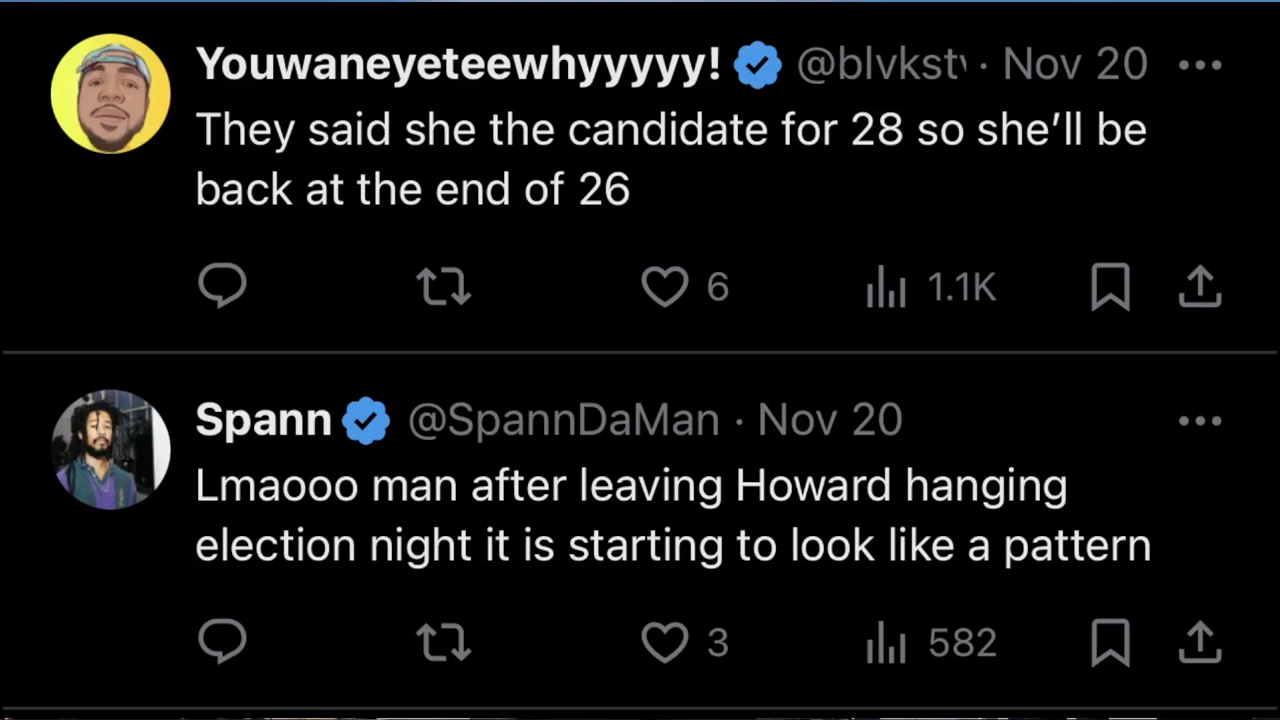 Youwaneyeteewhyyyyy! @blvkst · Nov 20
They said she the candidate for 28 so she’ll be
back at the end of 26
6 1.1K
Spann @SpannDaMan · Nov 20
Lmaooo man after leaving Howard hanging
election night it is starting to look like a pattern
3 582